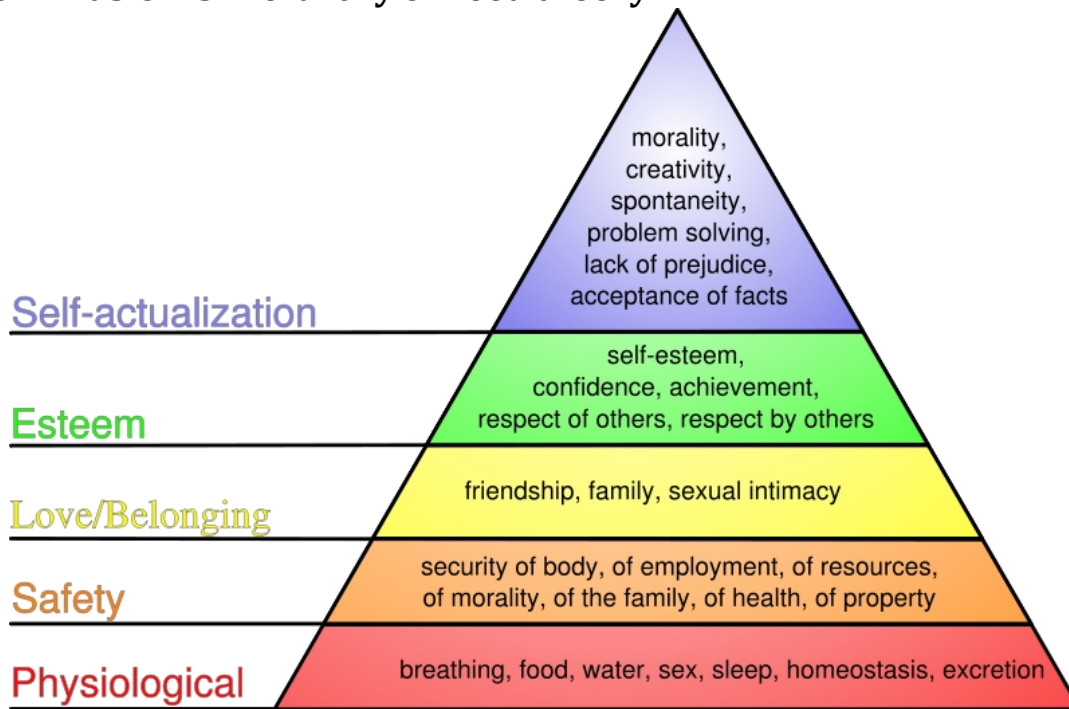 morality,
creativity,
spontaneity,
problem solving,
lack of prejudice,
acceptance of facts
Self-actualization
self-esteem,
confidence, achievement,
respect of others, respect by others
Esteem
friendship, family, sexual intimacy
Love/Belonging
security of body, of employment, of resources,
of morality, of the family, of health, of property
Safety
breathing, food, water, sex, sleep, homeostasis, excretion
Physiological